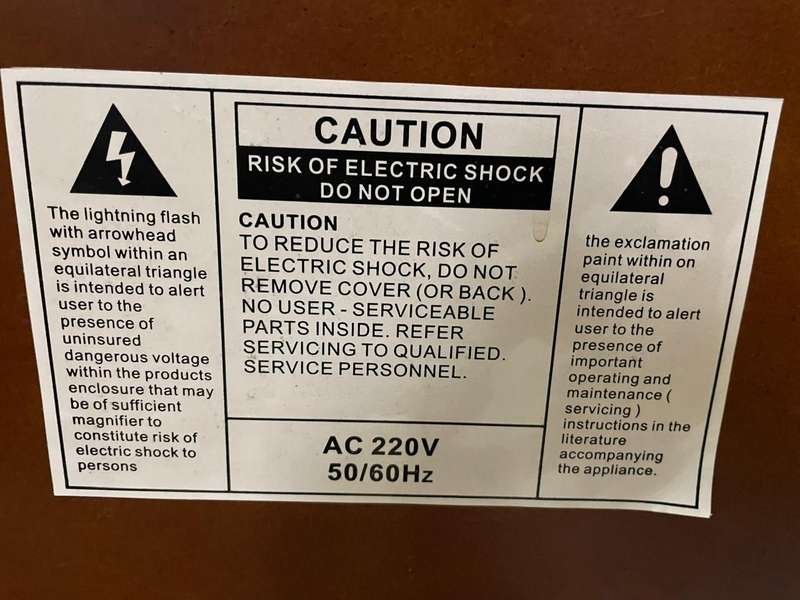 The lightning flash
with arrowhead
symbol within an
equilateral triangle
is intended to alert
user to the
presence of
uninsured
dangerous voltage
within the products
enclosure that may
be of sufficient
magnifier to
constitute risk of
electric shock to
persons
CAUTION
RISK OF ELECTRIC SHOCK
DO NOT OPEN
CAUTION
TO REDUCE THE RISK OF
ELECTRIC SHOCK, DO NOT
REMOVE COVER (OR BACK ).
NO USER - SERVICEABLE
PARTS INSIDE. REFER
SERVICING TO QUALIFIED.
SERVICE PERSONNEL.
AC 220V
50/60Hz
the exclamation
paint within on
equilateral
triangle is
intended to alert
user to the
presence of
important
operating and
maintenance (
servicing )
instructions in the
literature
accompanying
the appliance.